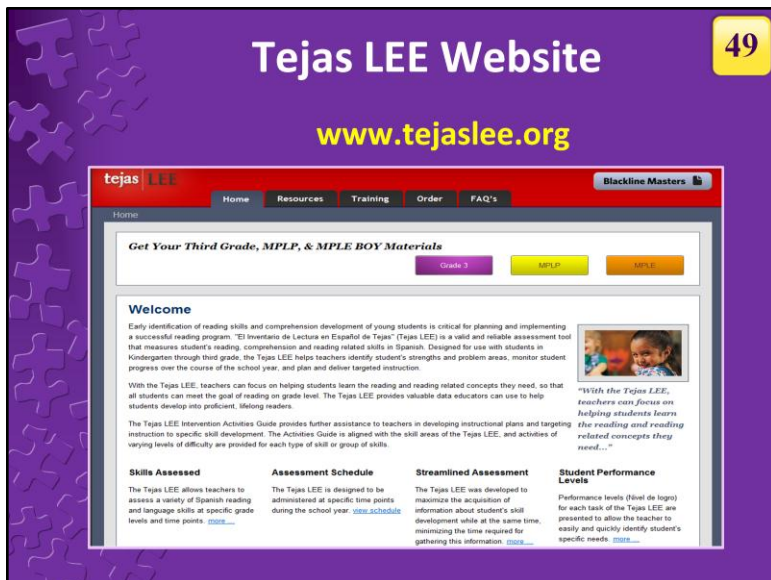 Tejas LEE Website
49
www.tejaslee.org
tejas LEE
Blackline Masters
Home Resources Training Order FAQ's
Home
Get Your Third Grade, MPLP, & MPLE BOY Materials
Grade 3 MPLP MPLE
Welcome
Early identification of reading skills and comprehension development of young students is critical for planning and implementing
a successful reading program. "El Inventario de Lectura en Español de Tejas" (Tejas LEE) is a valid and reliable assessment tool
that measures student's reading, comprehension and reading related skills in Spanish. Designed for use with students in
Kindergarten through third grade, the Tejas LEE helps teachers identify student's strengths and problem areas, monitor student
progress over the course of the school year, and plan and deliver targeted instruction.
With the Tejas LEE, teachers can focus on helping students learn the reading and reading related concepts they need, so that
all students can meet the goal of reading on grade level. The Tejas LEE provides valuable data educators can use to help
students develop into proficient, lifelong readers.
The Tejas LEE Intervention Activities Guide provides further assistance to teachers in developing instructional plans and targeting
instruction to specific skill development. The Activities Guide is aligned with the skill areas of the Tejas LEE, and activities of
varying levels of difficulty are provided for each type of skill or group of skills.
"With the Tejas LEE,
teachers can focus on
helping students learn
the reading and reading
related concepts they
need..."
Skills Assessed
The Tejas LEE allows teachers to
assess a variety of Spanish reading
and language skills at specific grade
levels and time points. more ...
Assessment Schedule
The Tejas LEE is designed to be
administered at specific time points
during the school year. view schedule
Streamlined Assessment
The Tejas LEE was developed to
maximize the acquisition of
information about student's skill
development while at the same time,
minimizing the time required for
gathering this information. more ...
Student Performance
Levels
Performance levels (Nivel de logro)
for each task of the Tejas LEE are
presented to allow the teacher to
easily and quickly identify student's
specific needs. more ...